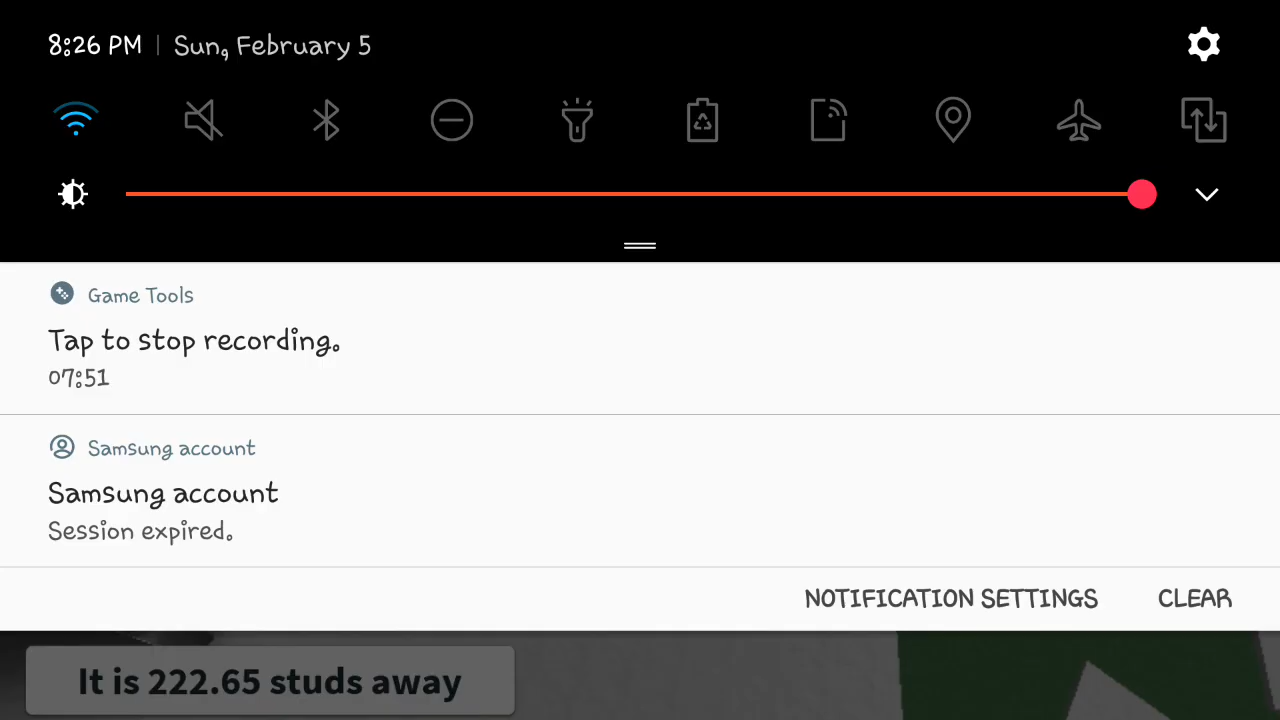 8:26 PM | Sun, February 5
Game Tools
Tap to stop recording.
07:51
Samsung account
Samsung account
Session expired.
NOTIFICATION SETTINGS CLEAR
It is 222.65 studs away